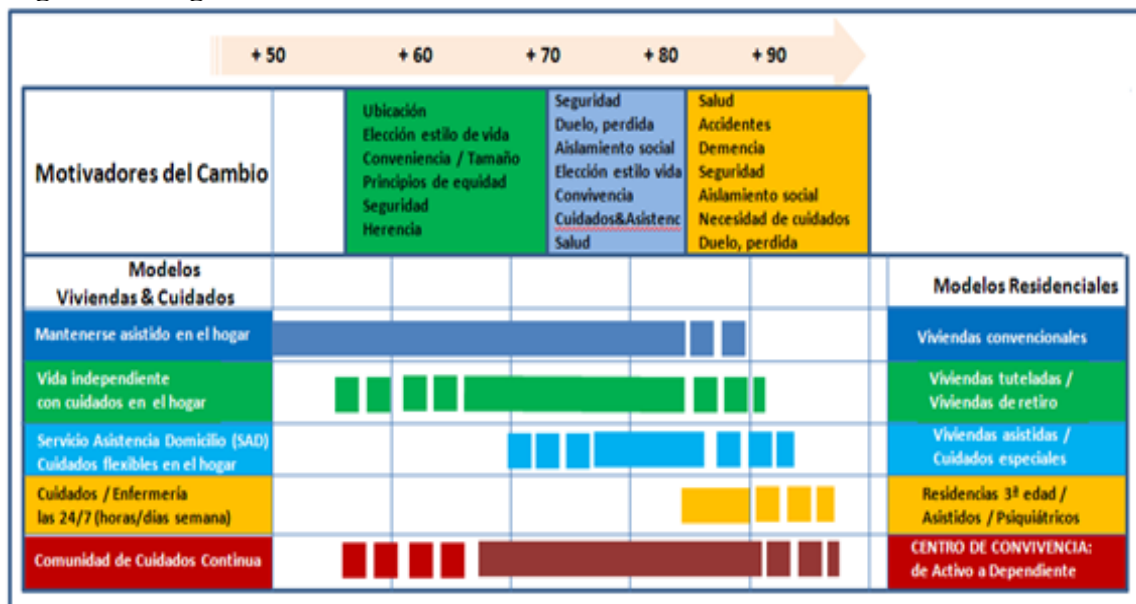 + 50 + 60 + 70 + 80 + 90
Motivadores del Cambio
Ubicación
Elección estilo de vida
Conveniencia / Tamaño
Principios de equidad
Seguridad
Herencia
Seguridad
Duelo, perdida
Aislamiento social
Elección estilo vida
Convivencia
Cuidados&Asistenc
Salud
Salud
Accidentes
Demencia
Seguridad
Aislamiento social
Necesidad de cuidados
Duelo, perdida
Modelos
Viviendas & Cuidados
Modelos Residenciales
Mantenerse asistido en el hogar
Viviendas convencionales
Vida independiente
con cuidados en el hogar
Viviendas tuteladas /
Viviendas de retiro
Servicio Asistencia Domicilio (SAD)
Cuidados flexibles en el hogar
Viviendas asistidas /
Cuidados especiales
Cuidados / Enfermería
las 24/7 (horas/días semana)
Residencias 3ª edad /
Asistidos / Psiquiátricos
Comunidad de Cuidados Continua
CENTRO DE CONVIVENCIA:
de Activo a Dependiente